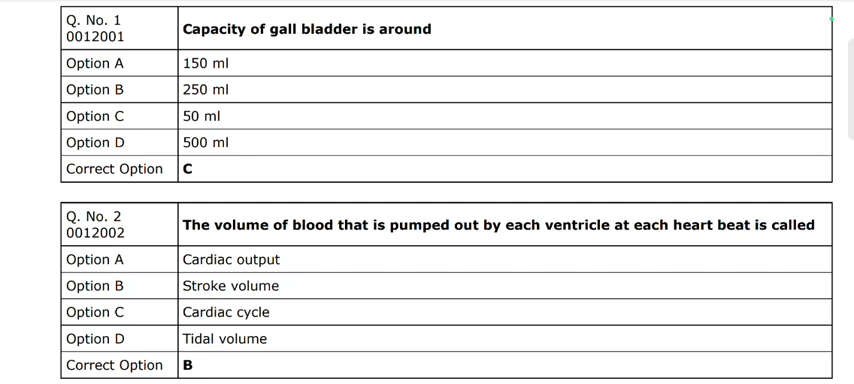 Q. No. 1
0012001
Capacity of gall bladder is around
Option A 150 ml
Option B 250 ml
Option C 50 ml
Option D 500 ml
Correct Option C
Q. No. 2
0012002
The volume of blood that is pumped out by each ventricle at each heart beat is called
Option A Cardiac output
Option B Stroke volume
Option C Cardiac cycle
Option D Tidal volume
Correct Option B